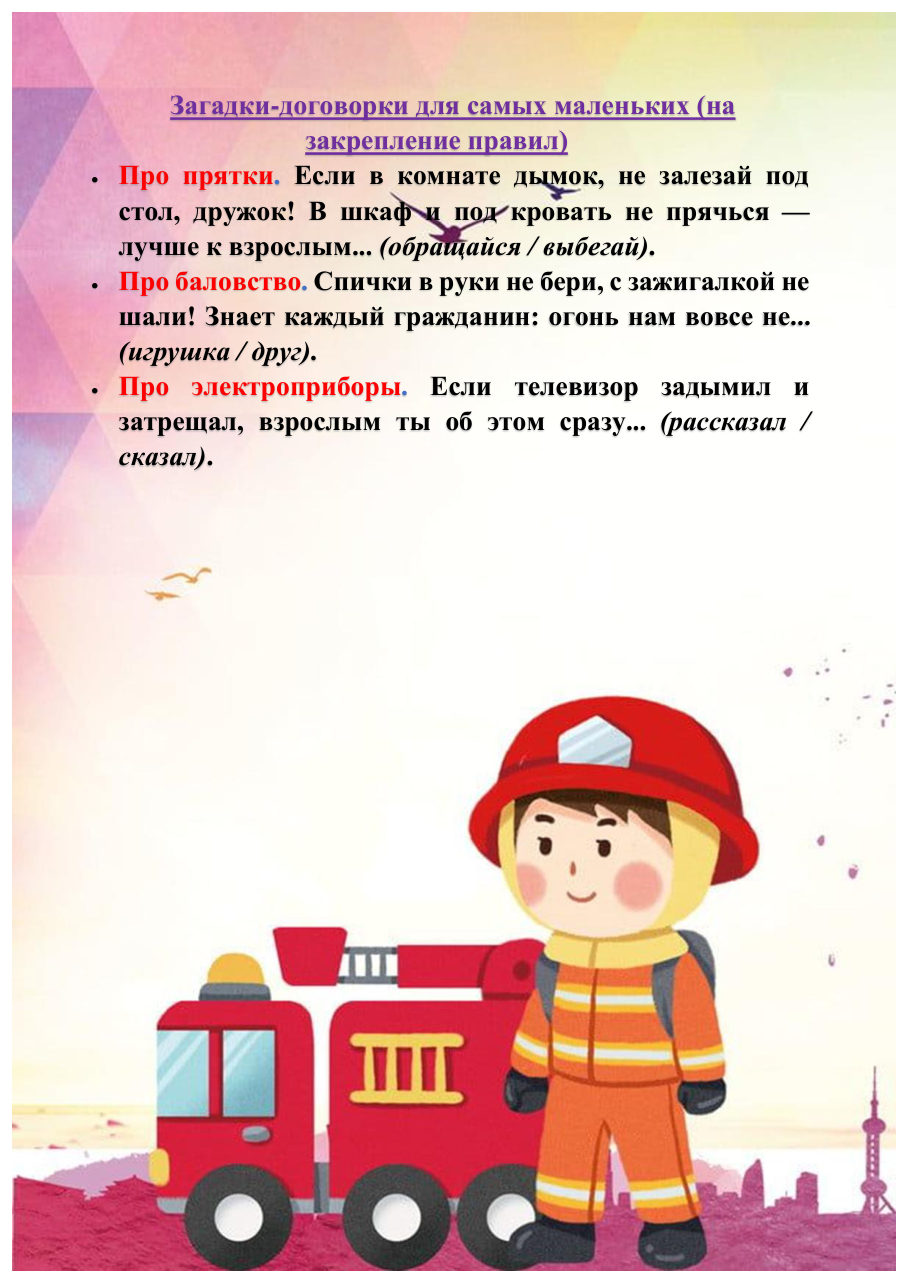 Загадки-договорки для самых маленьких (на
закрепление правил)
• Про прятки. Если в комнате дымок, не залезай под
стол, дружок! В шкаф и под кровать не прячься —
лучше к взрослым... (обращайся / выбегай).
• Про баловство. Спички в руки не бери, с зажигалкой не
шали! Знает каждый гражданин: огонь нам вовсе не...
(игрушка / друг).
• Про электроприборы. Если телевизор задымил и
затрещал, взрослым ты об этом сразу... (рассказал /
сказал).